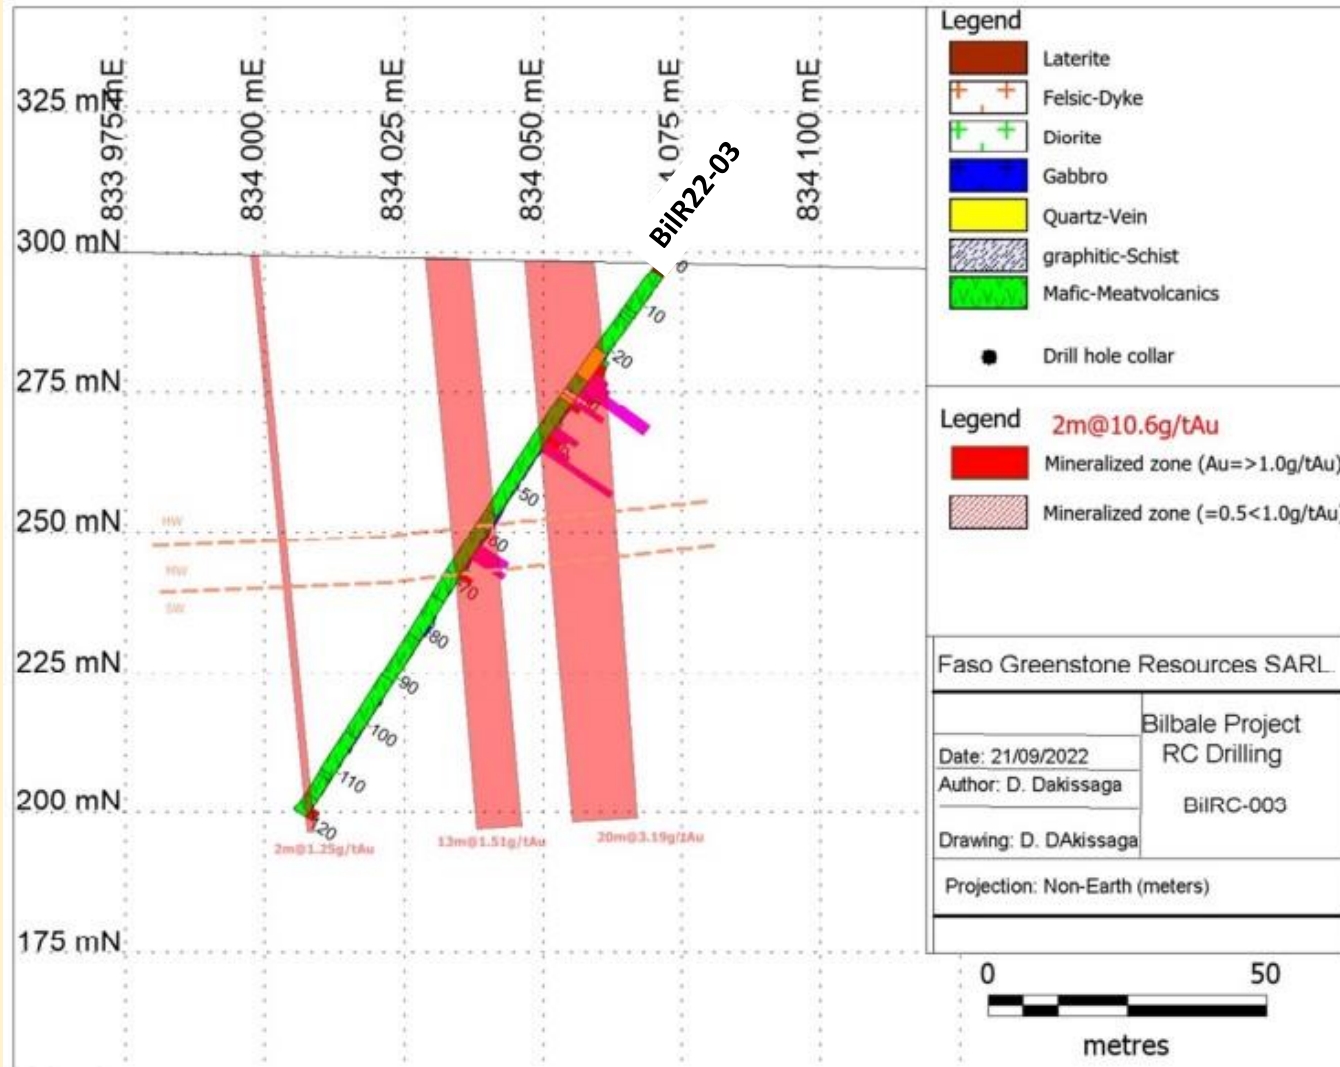 325 mN
300 mN
275 mN
250 mN
225 mN
200 mN
175 mN
833 975 mE
834 000 mE
834 025 mE
834 050 mE
075 mE
834 100 mE
BilR22-03
0
10
20
50
60
70
80
90
100
110
120
HW
MW
SW
2m@1.25g/tAu
13m@1.51g/tAu
20m@3.19g/tAu
Legend
Laterite
Felsic-Dyke
Diorite
Gabbro
Quartz-Vein
graphitic-Schist
Mafic-Meatvolcanics
Drill hole collar
Legend
2m@10.6g/tAu
Mineralized zone (Au=>1.0g/tAu)
Mineralized zone (=0.5<1.0g/tAu)
Faso Greenstone Resources SARL.
Bilbale Project
RC Drilling
BilRC-003
Date: 21/09/2022
Author: D. Dakissaga
Drawing: D. DAkissaga
Projection: Non-Earth (meters)
0 50
metres